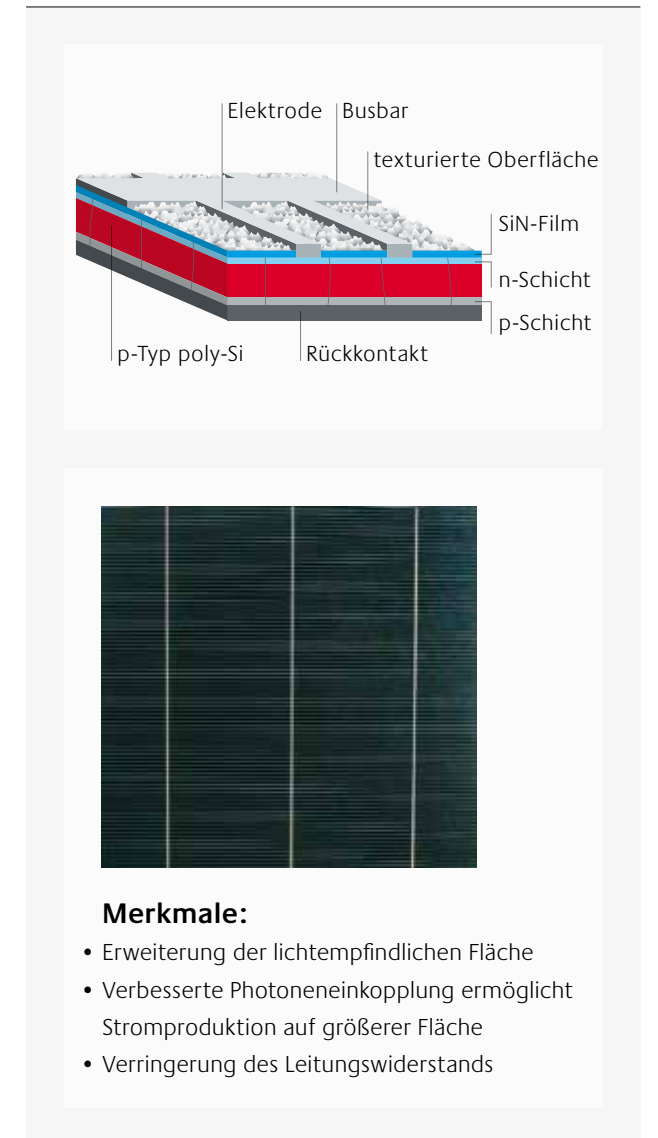 Elektrode
Busbar
texturierte Oberfläche
SiN-Film
n-Schicht
p-Schicht
p-Typ poly-Si
Rückkontakt
Merkmale:
• Erweiterung der lichtempfindlichen Fläche
• Verbesserte Photoneneinkopplung ermöglicht
Stromproduktion auf größerer Fläche
• Verringerung des Leitungswiderstands